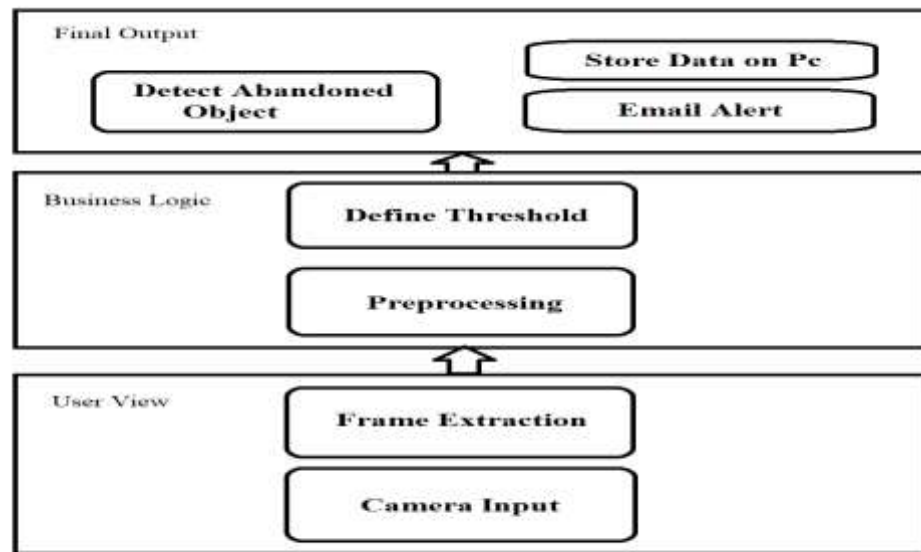 Final Output
Store Data on Pc
Detect Abandoned
Object
Email Alert
Business Logic
Define Threshold
Preprocessing
User View
Frame Extraction
Camera Input